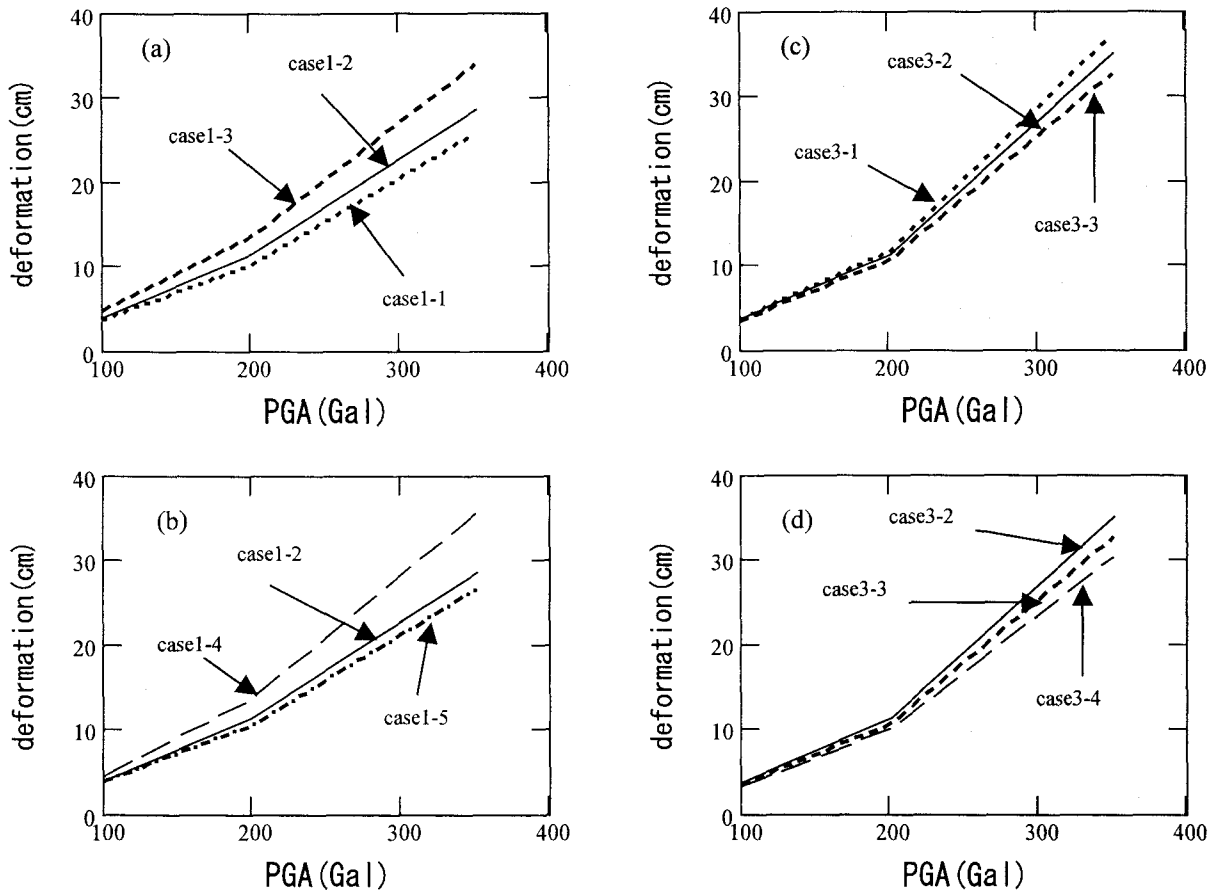 (a)
40
30
20
10
0
deformation(cm)
case1-2
case1-3
case1-1
100 200 300 400
PGA(Gal)
(c)
40
30
20
10
0
deformation(cm)
case3-2
case3-1
case3-3
100 200 300 400
PGA(Gal)
(b)
40
30
20
10
0
deformation(cm)
case1-2
case1-4
case1-5
100 200 300 400
PGA(Gal)
(d)
40
30
20
10
0
deformation(cm)
case3-2
case3-3
case3-4
100 200 300 400
PGA(Gal)